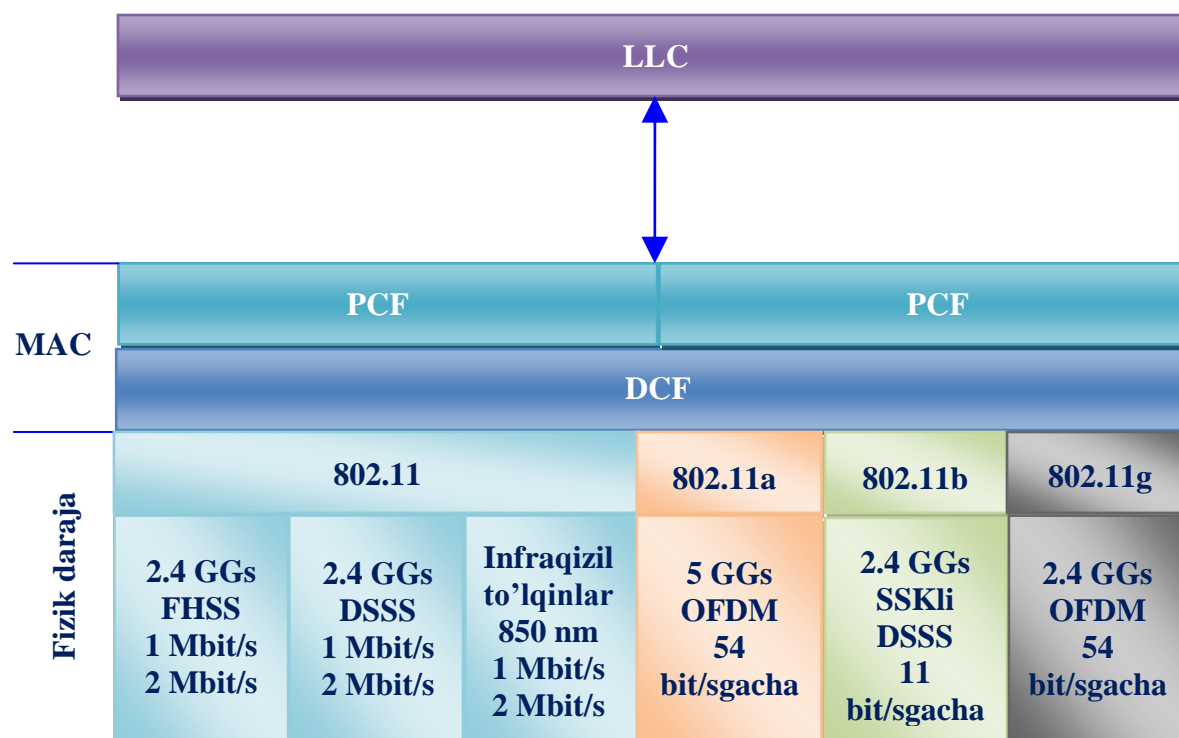 LLC
PCF
PCF
MAC
DCF
Fizik daraja
802.11
802.11a
802.11b
802.11g
2.4 GGs
FHSS
1 Mbit/s
2 Mbit/s
2.4 GGs
DSSS
1 Mbit/s
2 Mbit/s
Infraqizil
to’lqinlar
850 nm
1 Mbit/s
2 Mbit/s
5 GGs
OFDM
54
bit/sgacha
2.4 GGs
SSKli
DSSS
11
bit/sgacha
2.4 GGs
OFDM
54
bit/sgacha